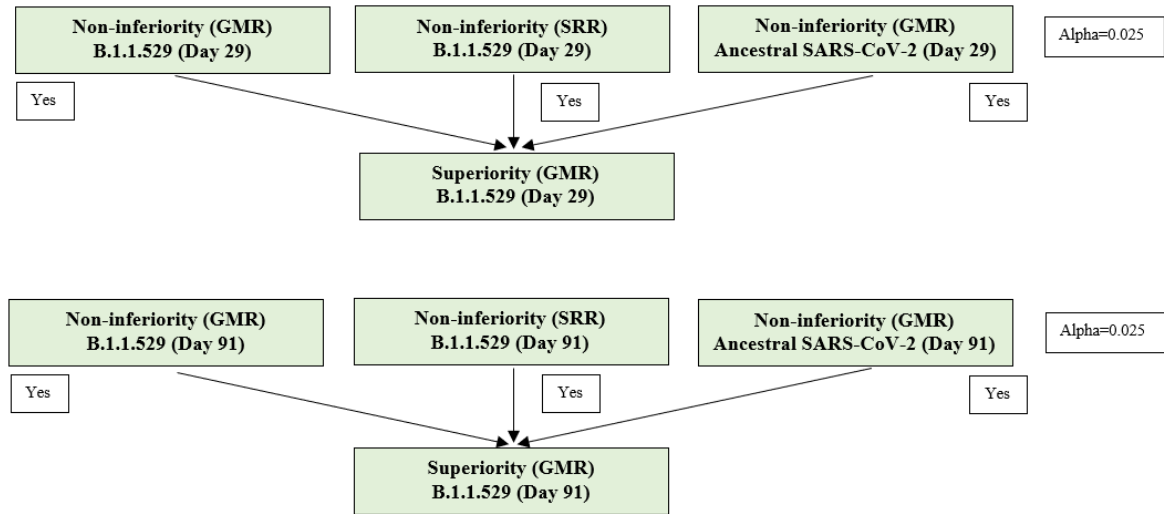 Non-inferiority (GMR)
B.1.1.529 (Day 29)
Non-inferiority (SRR)
B.1.1.529 (Day 29)
Non-inferiority (GMR)
Ancestral SARS-CoV-2 (Day 29)
Alpha=0.025
Yes
Yes
Yes
Superiority (GMR)
B.1.1.529 (Day 29)
Non-inferiority (GMR)
B.1.1.529 (Day 91)
Non-inferiority (SRR)
B.1.1.529 (Day 91)
Non-inferiority (GMR)
Ancestral SARS-CoV-2 (Day 91)
Alpha=0.025
Yes
Yes
Yes
Superiority (GMR)
B.1.1.529 (Day 91)